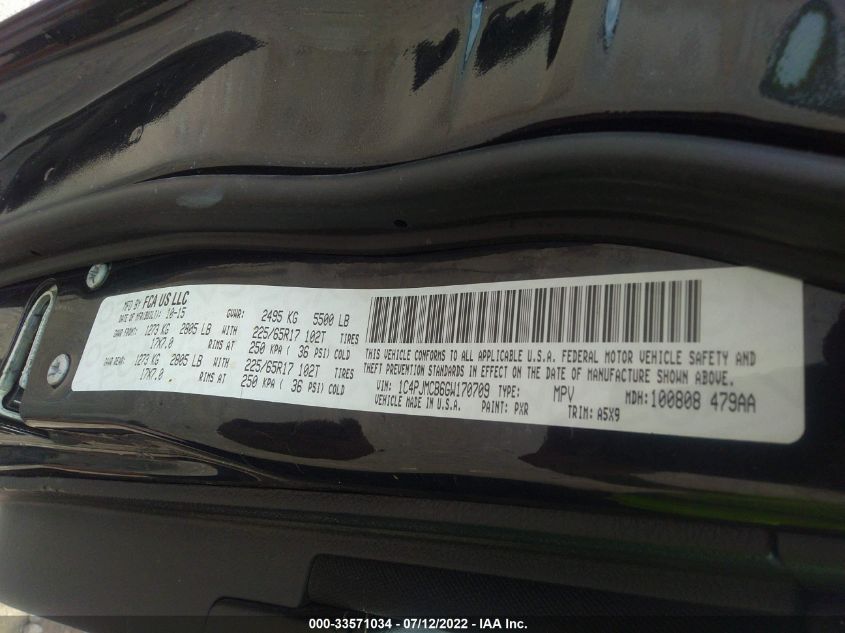 MFD BY FCA US LLC
DATE OF MFR 10-15
GVWR: 2495 KG 5500 LB
GAWR FRONT: 1273 KG 2805 LB WITH 225/65R17 102T TIRES
17X7.0 RIMS AT 250 KPA ( 36 PSI) COLD
GAWR REAR: 1273 KG 2805 LB WITH 225/65R17 102T TIRES
17X7.0 RIMS AT 250 KPA ( 36 PSI) COLD
THIS VEHICLE CONFORMS TO ALL APPLICABLE U.S.A. FEDERAL MOTOR VEHICLE SAFETY AND
THEFT PREVENTION STANDARDS IN EFFECT ON THE DATE OF MANUFACTURE SHOWN ABOVE.
VIN: 1C4PJMCB6GW170709 TYPE: MPV MDH:100808 479AA
VEHICLE MADE IN U.S.A. PAINT: PXR TRIM: A5X9
000-33571034 - 07/12/2022 - IAA Inc.